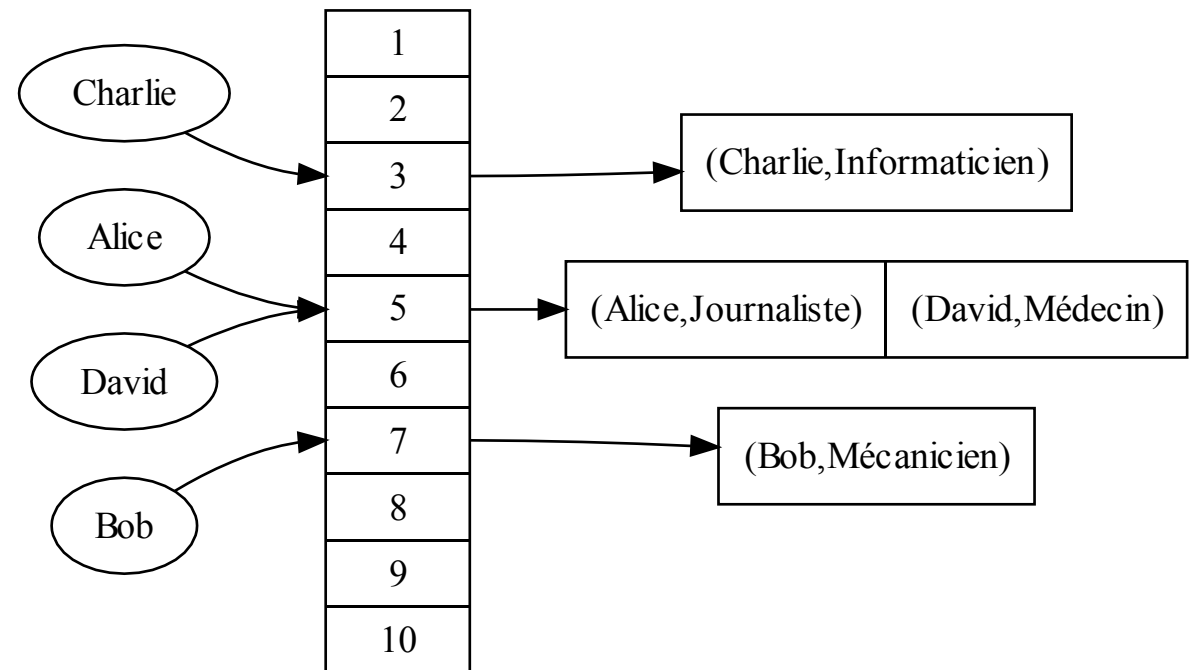 Charlie
Alice
David
Bob
1
2
3
4
5
6
7
8
9
10
(Charlie,Informaticien)
(Alice,Journaliste) (David,Médecin)
(Bob,Mécanicien)